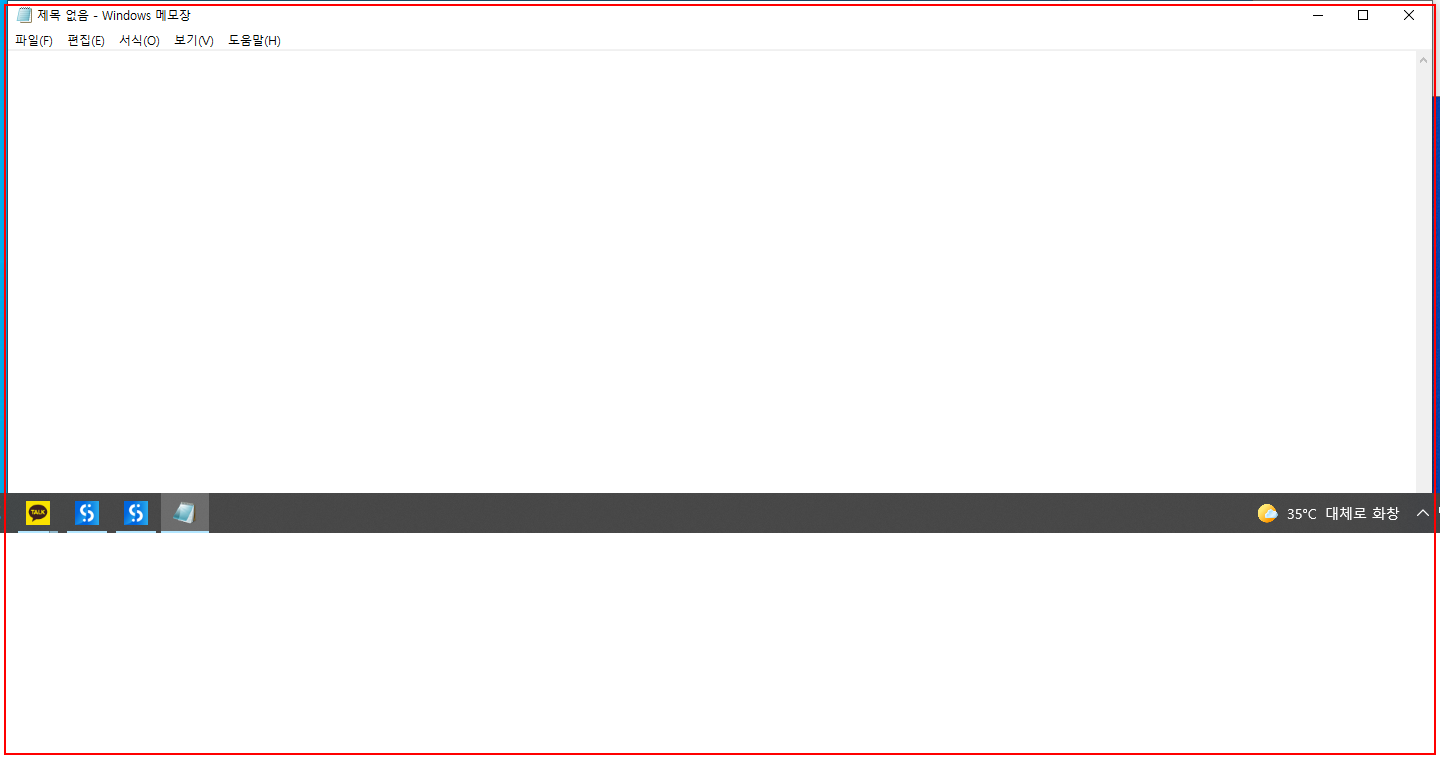 제목 없음 - Windows 메모장
파일(F) 편집(E) 서식(O) 보기(V) 도움말(H)
TALK 35°C 대체로 화창